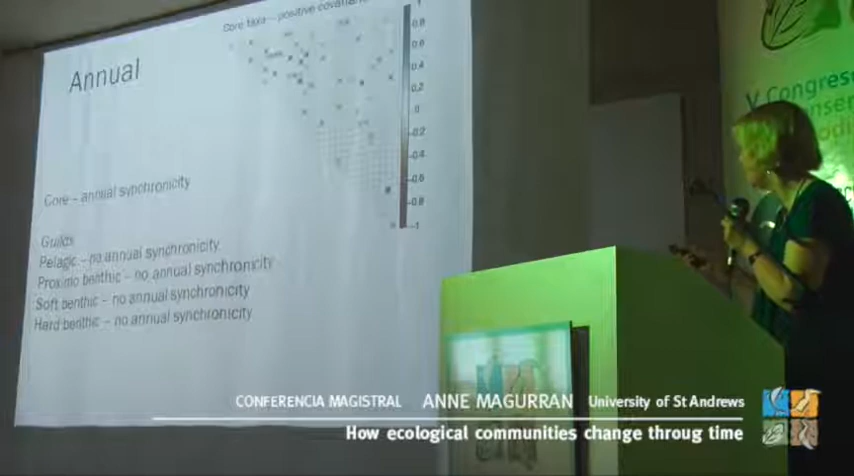 Core biota – positive covariance
Annual
1
0.8
0.6
0.4
0.2
0
-0.2
-0.4
-0.6
-0.8
-1
Core – annual synchronicity
Guilds
Pelagic – no annual synchronicity.
Proximo benthic – no annual synchronicity.
Soft benthic – no annual synchronicity.
Hard benthic – no annual synchronicity.
V Congres
CONFERENCIA MAGISTRAL ANNE MAGURRAN University of St Andrews
How ecological communities change throug time